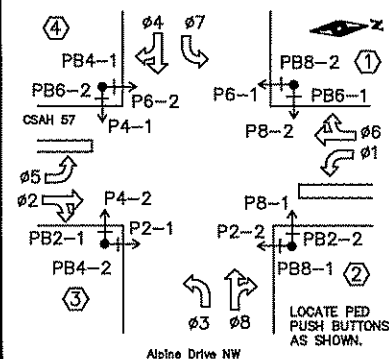 4 ø4 ø7 Z
PB4-1 PB8-2 1
PB6-2 P6-2 P6-1 PB6-1
CSAH 57 P4-1 P8-2 ø6
ø1
ø5
ø2 P4-2 P8-1
PB2-1 P2-1 P2-2 PB2-2
PB4-2 PB8-1
3 2
ø3 ø8
LOCATE PED
PUSH BUTTONS
AS SHOWN.
Alpine Drive NW